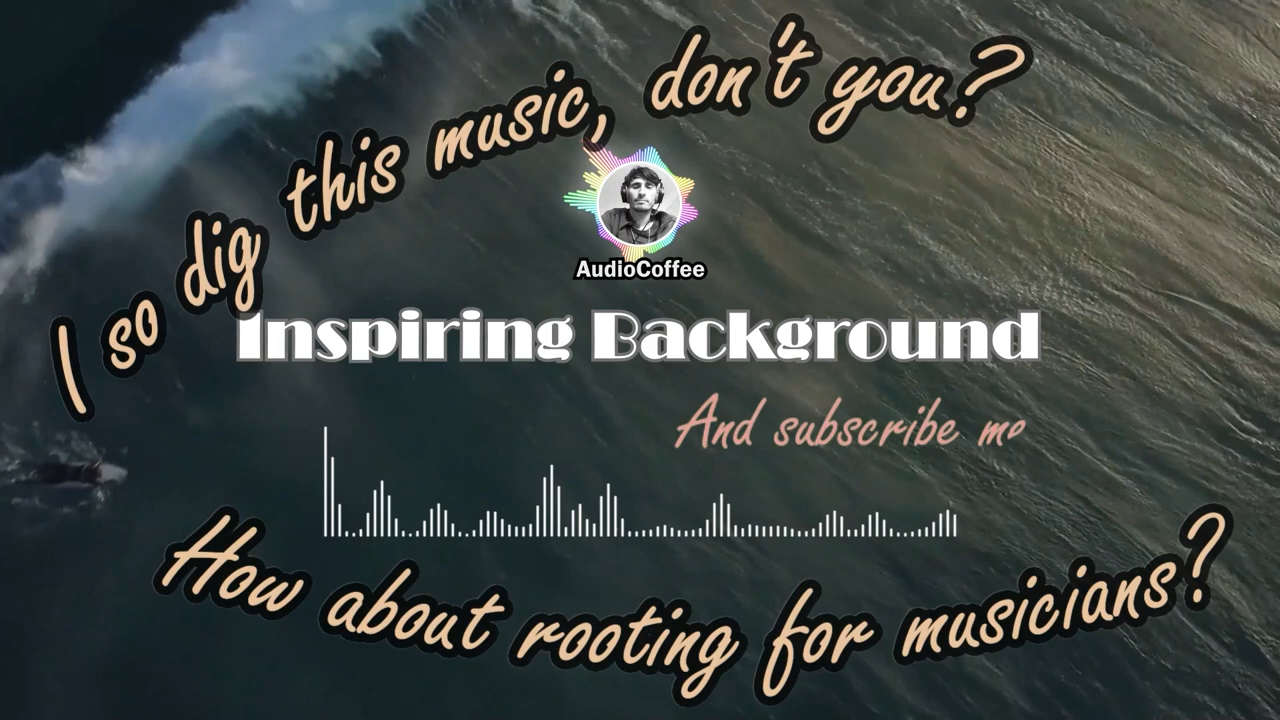 I so dig this music, don't you?
AudioCoffee
Inspiring Background
And subscribe me
How about rooting for musicians?